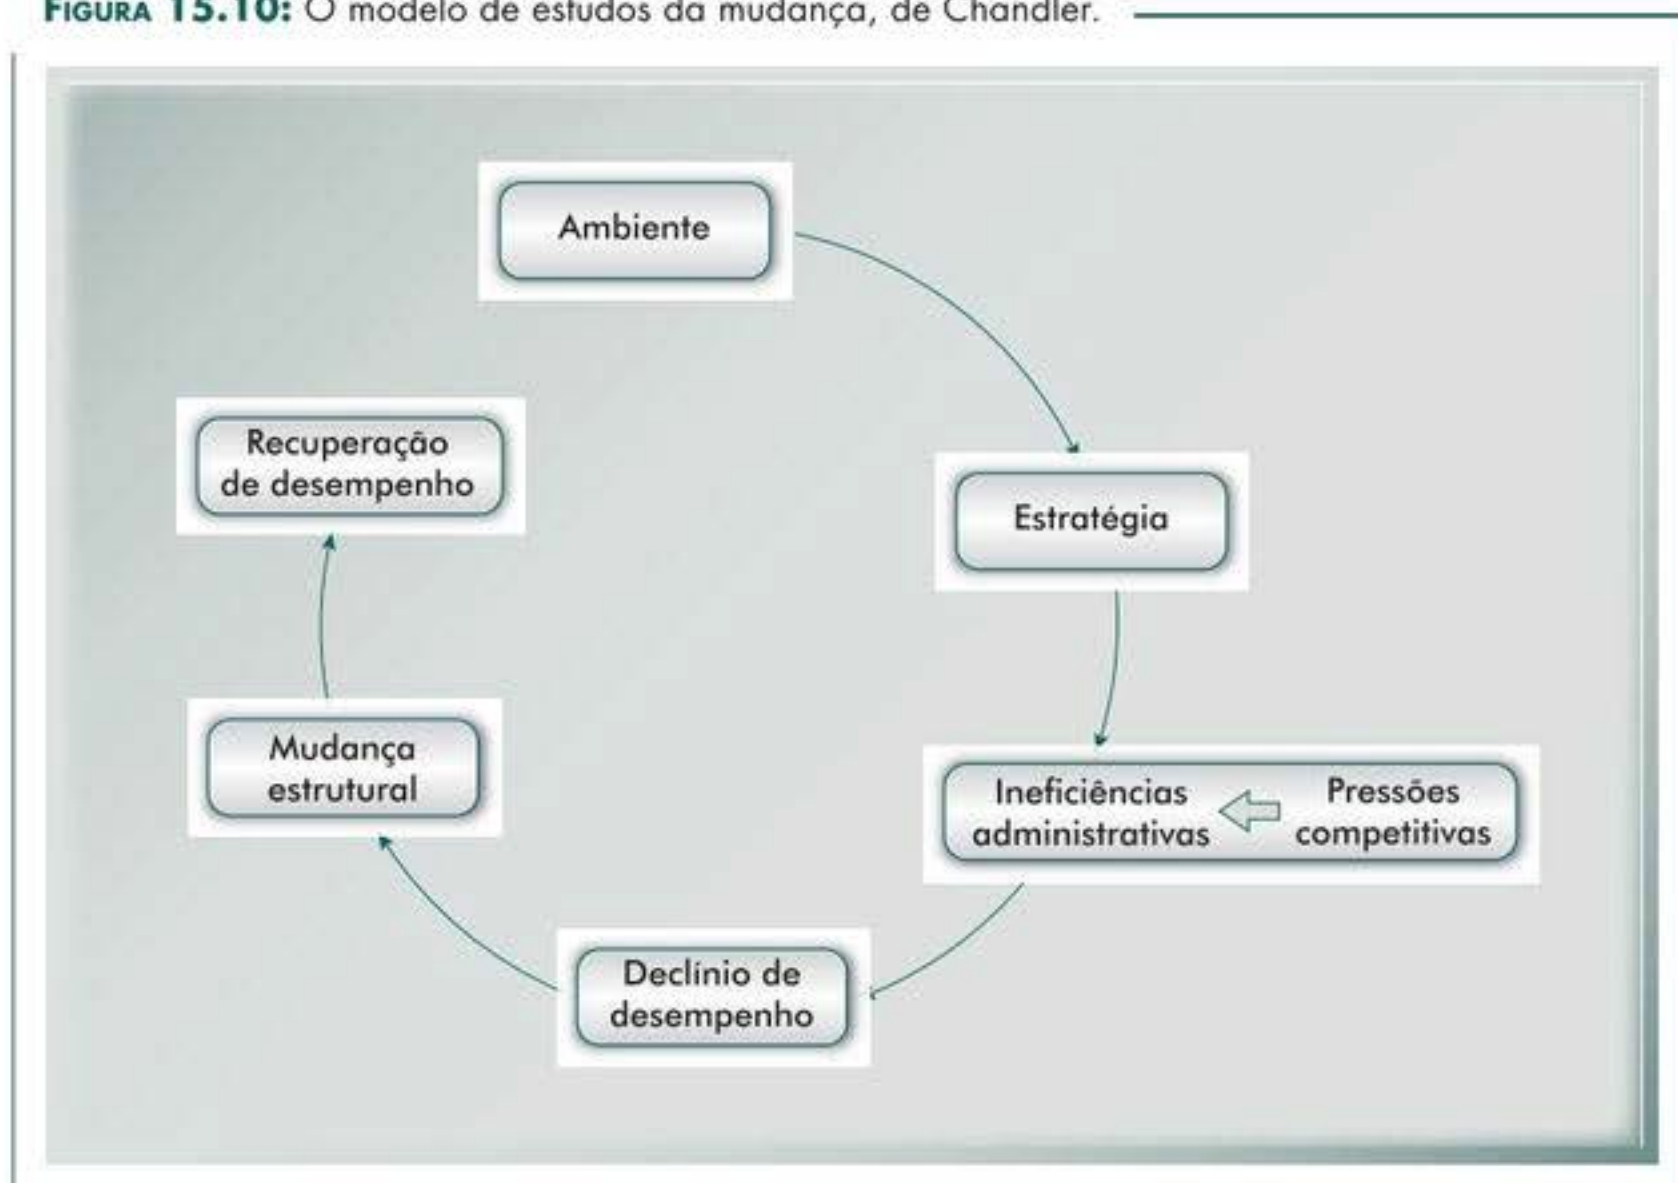 FIGURA 15.10: O modelo de estudos da mudança, de Chandler.
Ambiente
Estratégia
Ineficiências
administrativas
Pressões
competitivas
Declínio de
desempenho
Mudança
estrutural
Recuperação
de desempenho